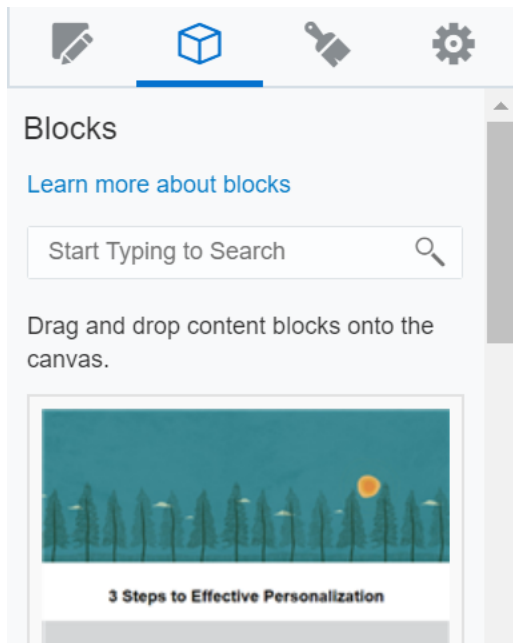 Blocks
Learn more about blocks
Start Typing to Search
Drag and drop content blocks onto the
canvas.
3 Steps to Effective Personalization